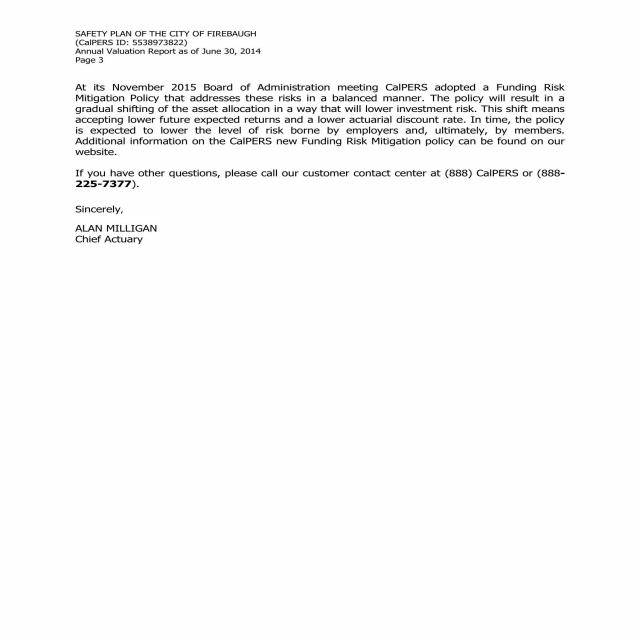 SAFETY PLAN OF THE CITY OF FIREBAUGH
(CalPERS ID: 5538973822)
Annual Valuation Report as of June 30, 2014
Page 3
At its November 2015 Board of Administration meeting CalPERS adopted a Funding Risk
Mitigation Policy that addresses these risks in a balanced manner. The policy will result in a
gradual shifting of the asset allocation in a way that will lower investment risk. This shift means
accepting lower future expected returns and a lower actuarial discount rate. In time, the policy
is expected to lower the level of risk borne by employers and, ultimately, by members.
Additional information on the CalPERS new Funding Risk Mitigation policy can be found on our
website.
If you have other questions, please call our customer contact center at (888) CalPERS or (888-
225-7377).
Sincerely,
ALAN MILLIGAN
Chief Actuary